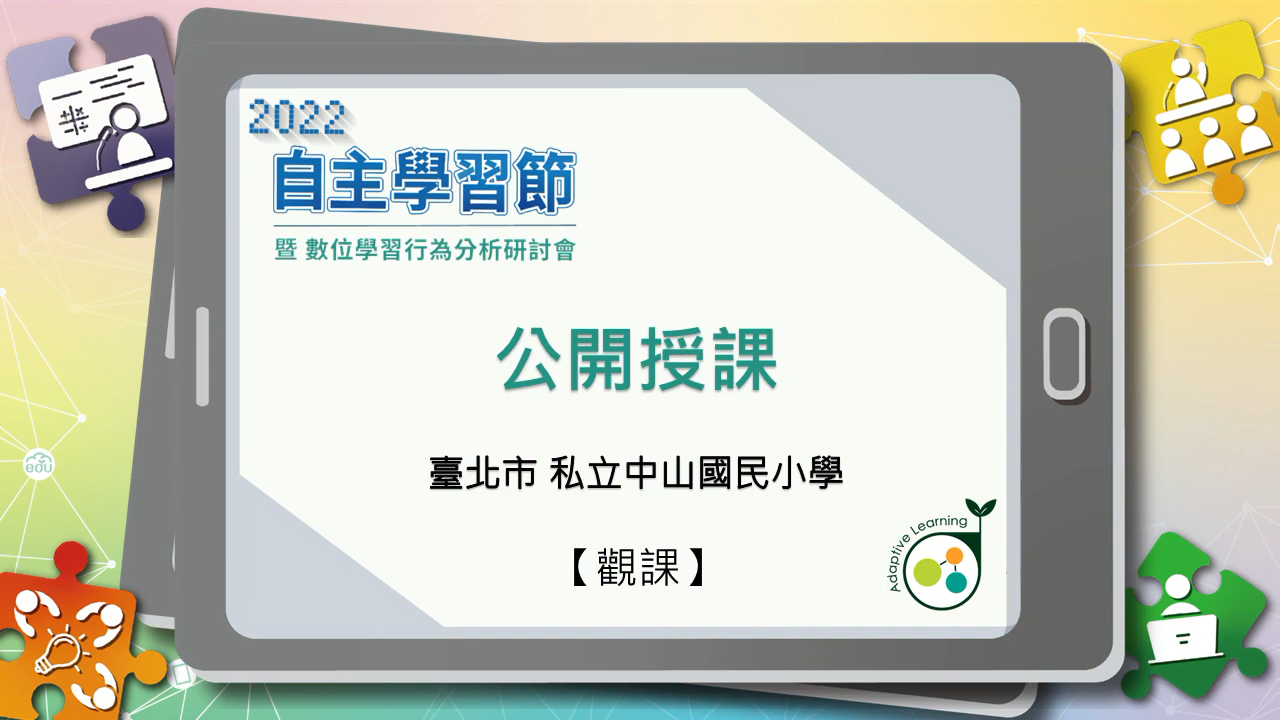 2022
自主學習節
暨 數位學習行為分析研討會
公開授課
臺北市 私立中山國民小學
【觀課】
Adaptive Learning
edu